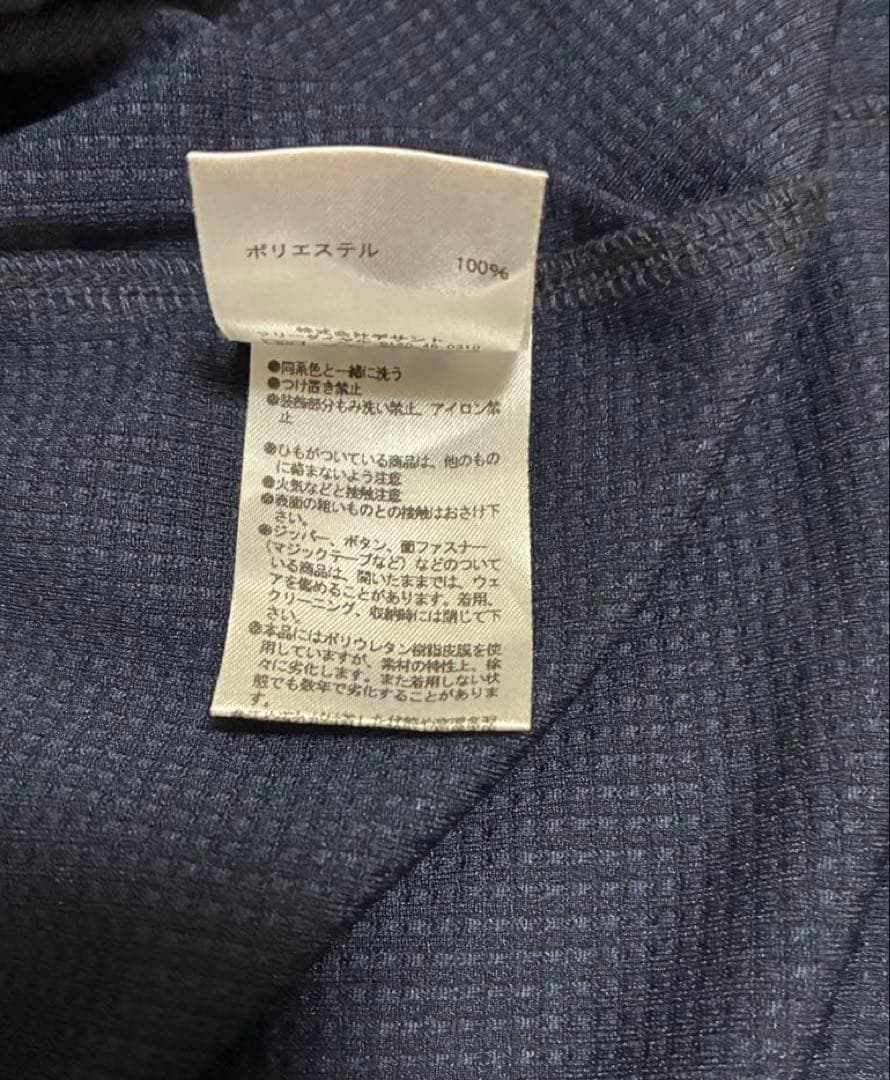 ポリエステル 100%
株式会社デサント
フリーダイヤル 0120-46-0310
●同系色と一緒に洗う
●つけ置き禁止
●装飾部分もみ洗い禁止、アイロン禁
止
●ひもがついている商品は、他のもの
に絡まないよう注意
●火気などと接触注意
●表面の粗いものとの接触はおさけ下
さい。
●ジッパー、ボタン、面ファスナー
(マジックテープなど)などのついて
いる商品は、開いたままでは、ウェ
アを傷めることがあります。着用、
クリーニング、収納時には閉じて下
さい。
●本品にはポリウレタン樹脂皮膜を使
用していますが、素材の特性上、徐
々に劣化します。また着用しない状
態でも数年で劣化することがありま
す。